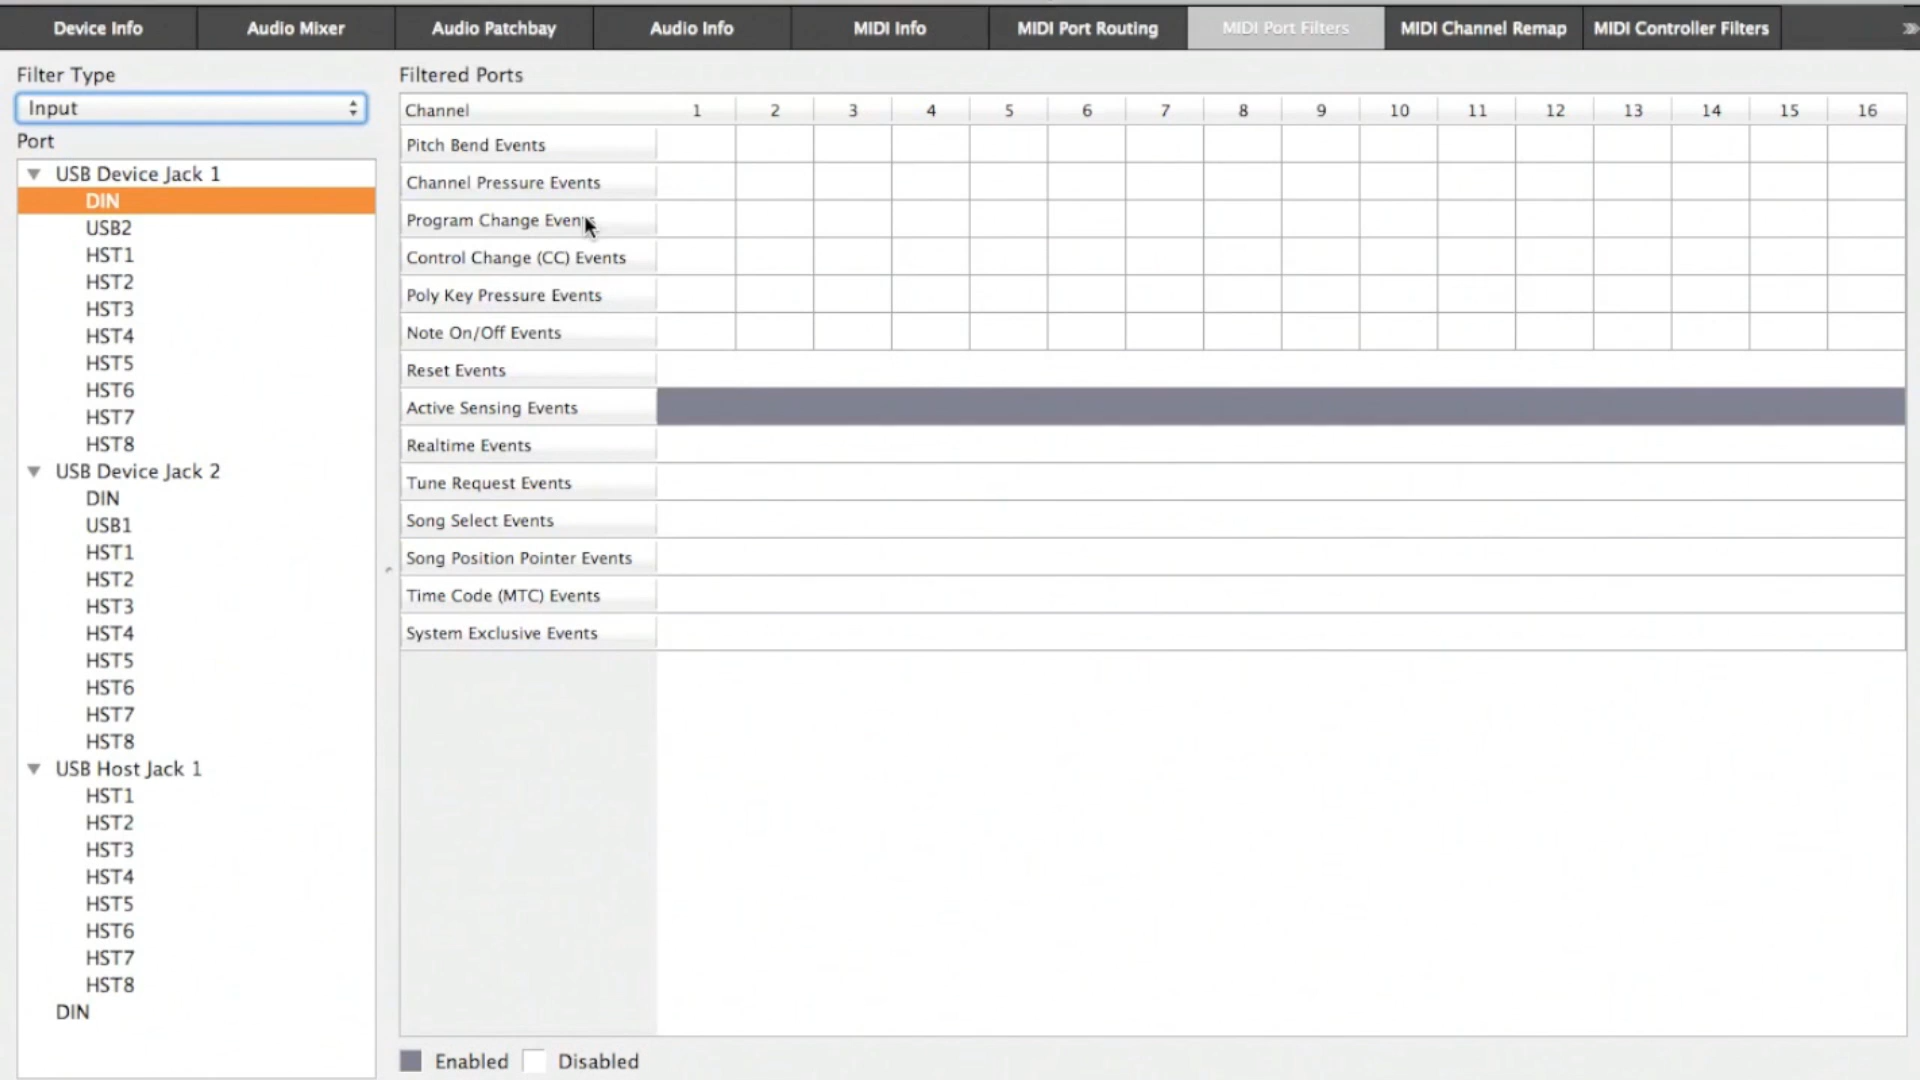 Device Info Audio Mixer Audio Patchbay Audio Info MIDI Info MIDI Port Routing MIDI Port Filters MIDI Channel Remap MIDI Controller Filters »
Filter Type
Input
Port
USB Device Jack 1
DIN
USB2
HST1
HST2
HST3
HST4
HST5
HST6
HST7
HST8
USB Device Jack 2
DIN
USB1
HST1
HST2
HST3
HST4
HST5
HST6
HST7
HST8
USB Host Jack 1
HST1
HST2
HST3
HST4
HST5
HST6
HST7
HST8
DIN
Filtered Ports
Channel 1 2 3 4 5 6 7 8 9 10 11 12 13 14 15 16
Pitch Bend Events
Channel Pressure Events
Program Change Events
Control Change (CC) Events
Poly Key Pressure Events
Note On/Off Events
Reset Events
Active Sensing Events
Realtime Events
Tune Request Events
Song Select Events
Song Position Pointer Events
Time Code (MTC) Events
System Exclusive Events
Enabled Disabled